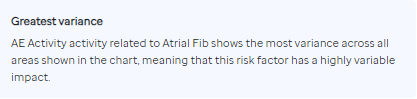 Greatest variance
AE Activity activity related to Atrial Fib shows the most variance across all
areas shown in the chart, meaning that this risk factor has a highly variable
impact.